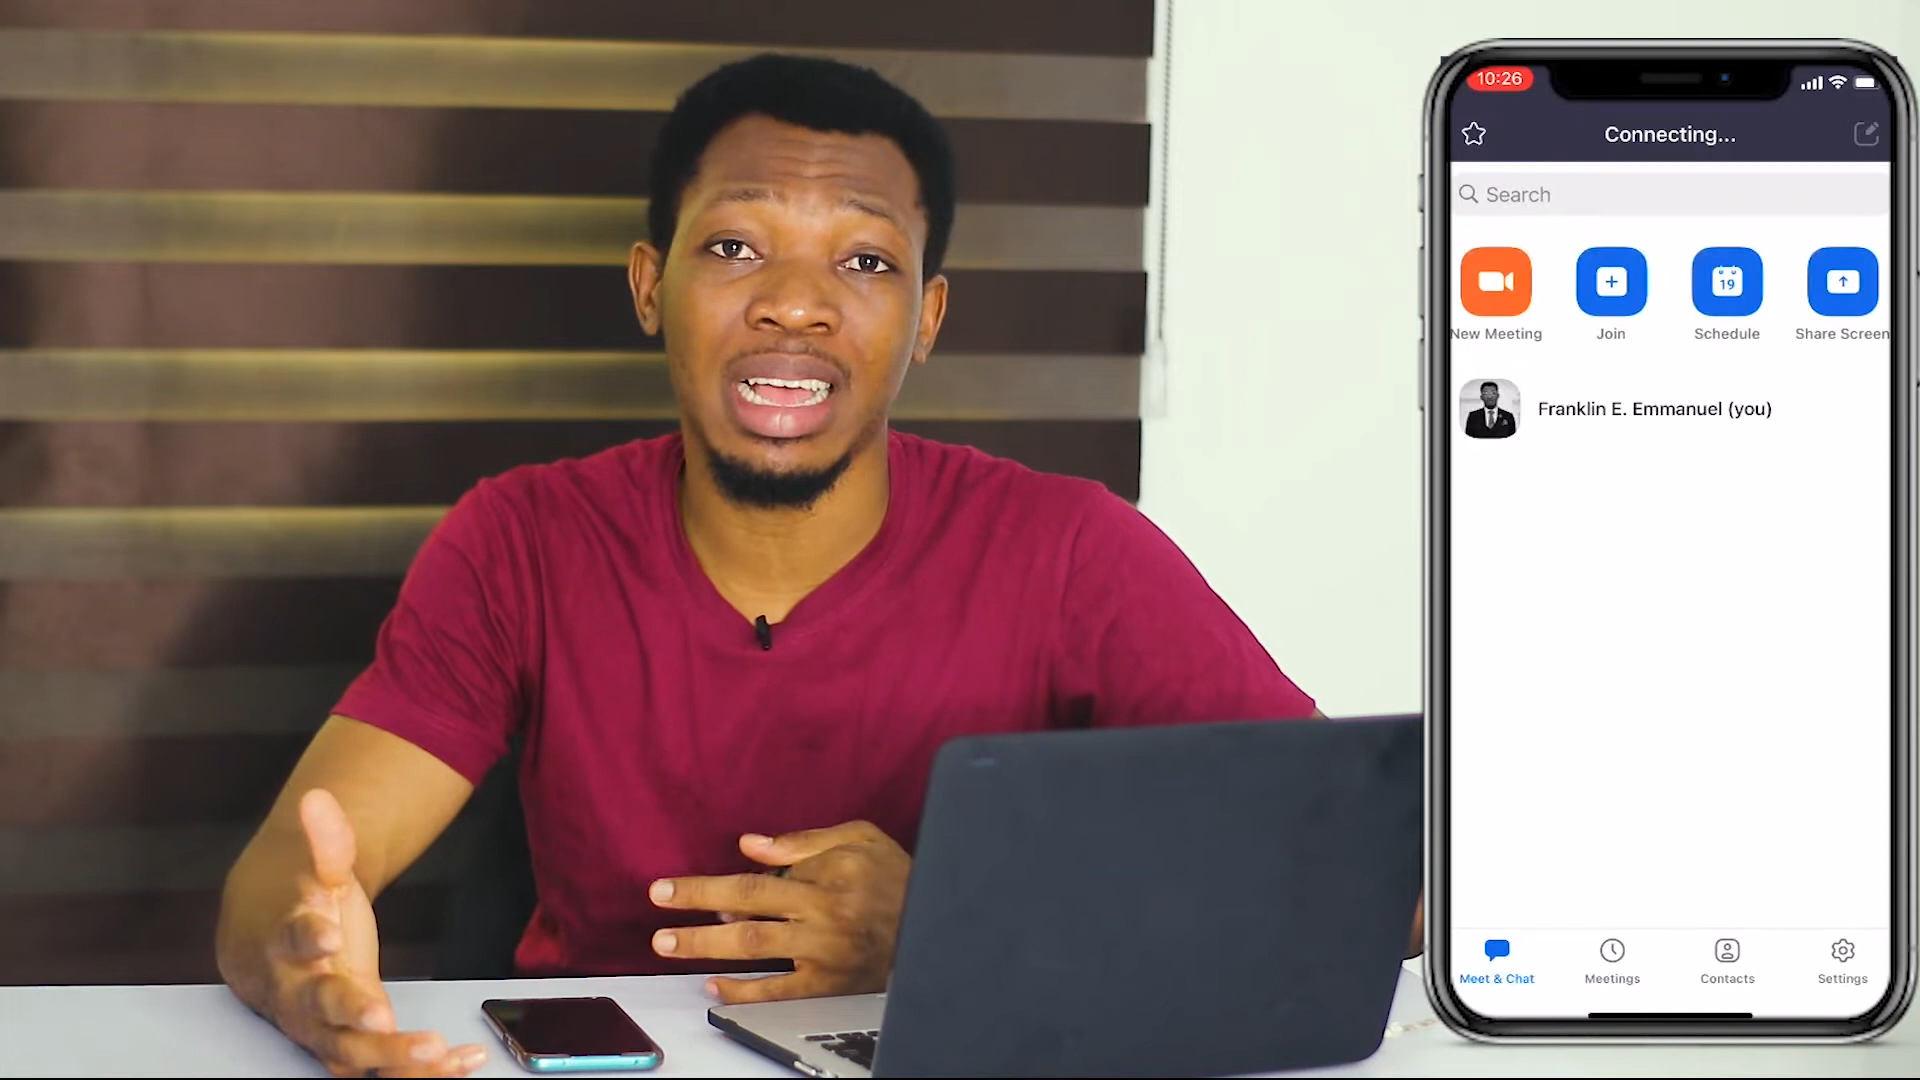 10:26
Connecting...
Search
19
New Meeting
Join
Schedule
Share Screen
Franklin E. Emmanuel (you)
Meet & Chat
Meetings
Contacts
Settings